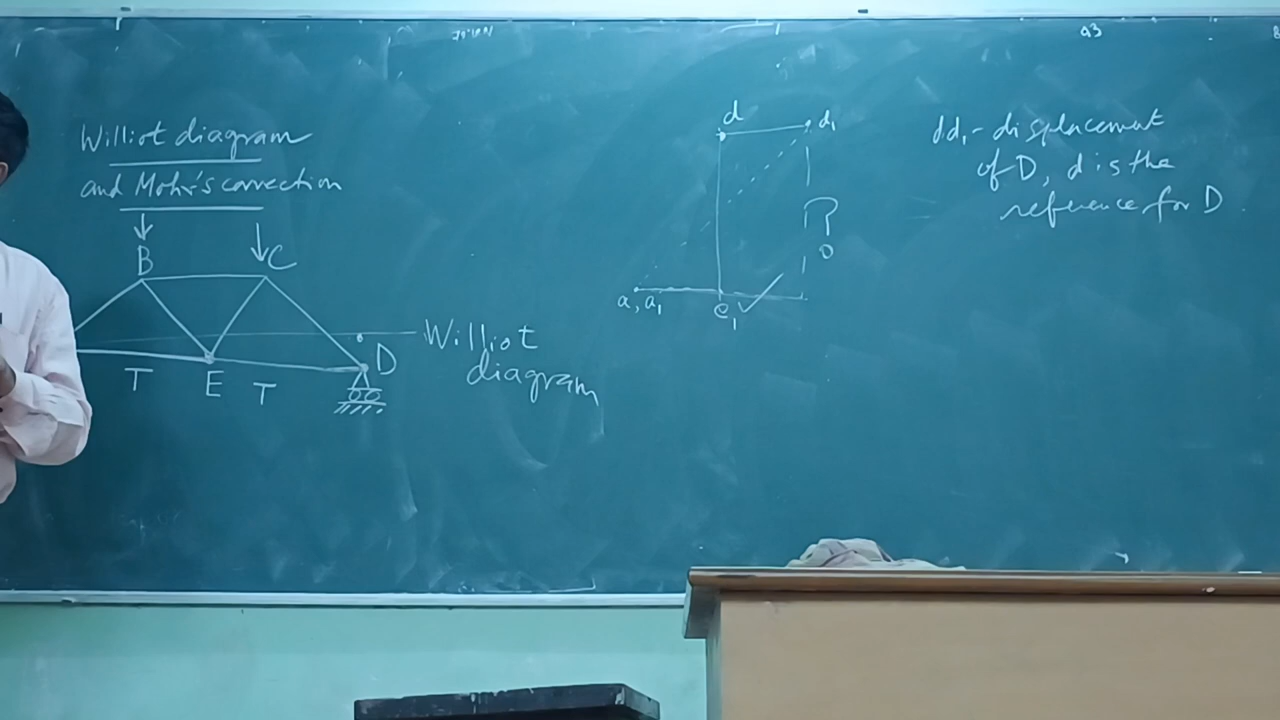 Williot diagram
and Mohr's correction
B
C
T
E
T
D
Williot
diagram
d
d₁
a, a₁
e₁
?
dd₁ - displacement
of D, d is the
reference for D